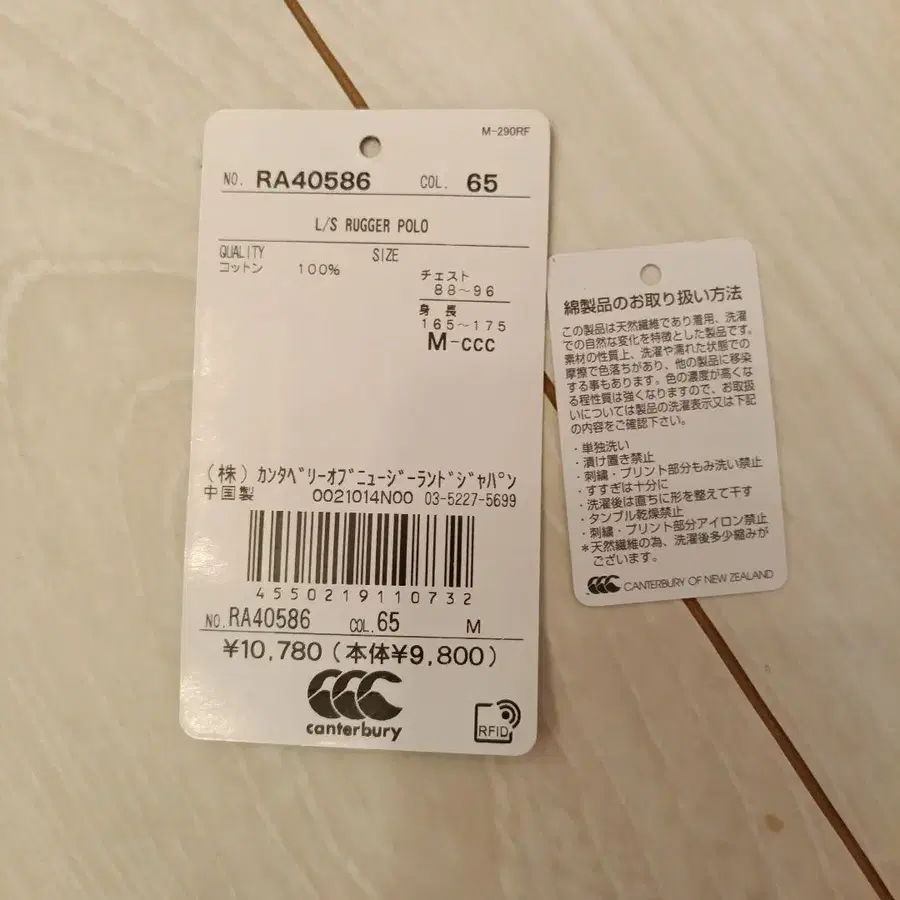 M-290RF
NO. RA40586 COL. 65
L/S RUGGER POLO
QUALITY SIZE
コットン 100%
チェスト
88~96
身 長
165~175
M-ccc
(株) カンタベリーオブニュージーランドジャパン
中国製 0021014N00 03-5227-5699
4550219110732
NO. RA40586 COL. 65 M
¥10,780 (本体¥9,800)
canterbury
RFID
綿製品のお取り扱い方法
この製品は天然繊維であり着用、洗濯
での自然な変化を特徴とした製品です。
素材の性質上、洗濯や濡れた状態での
摩擦で色落ちがあり、他の製品に移染
する事もあります。色の濃度が高くな
る程性質は強くなりますので、お取扱
いについては製品の洗濯表示又は下記
の内容をご確認下さい。
・単独洗い
・漬け置き禁止
・刺繍・プリント部分もみ洗い禁止
・すすぎは十分に
・洗濯後は直ちに形を整えて干す
・タンブル乾燥禁止
・刺繍・プリント部分アイロン禁止
*天然繊維の為、洗濯後多少縮みが
ございます。
CANTERBURY OF NEW ZEALAND